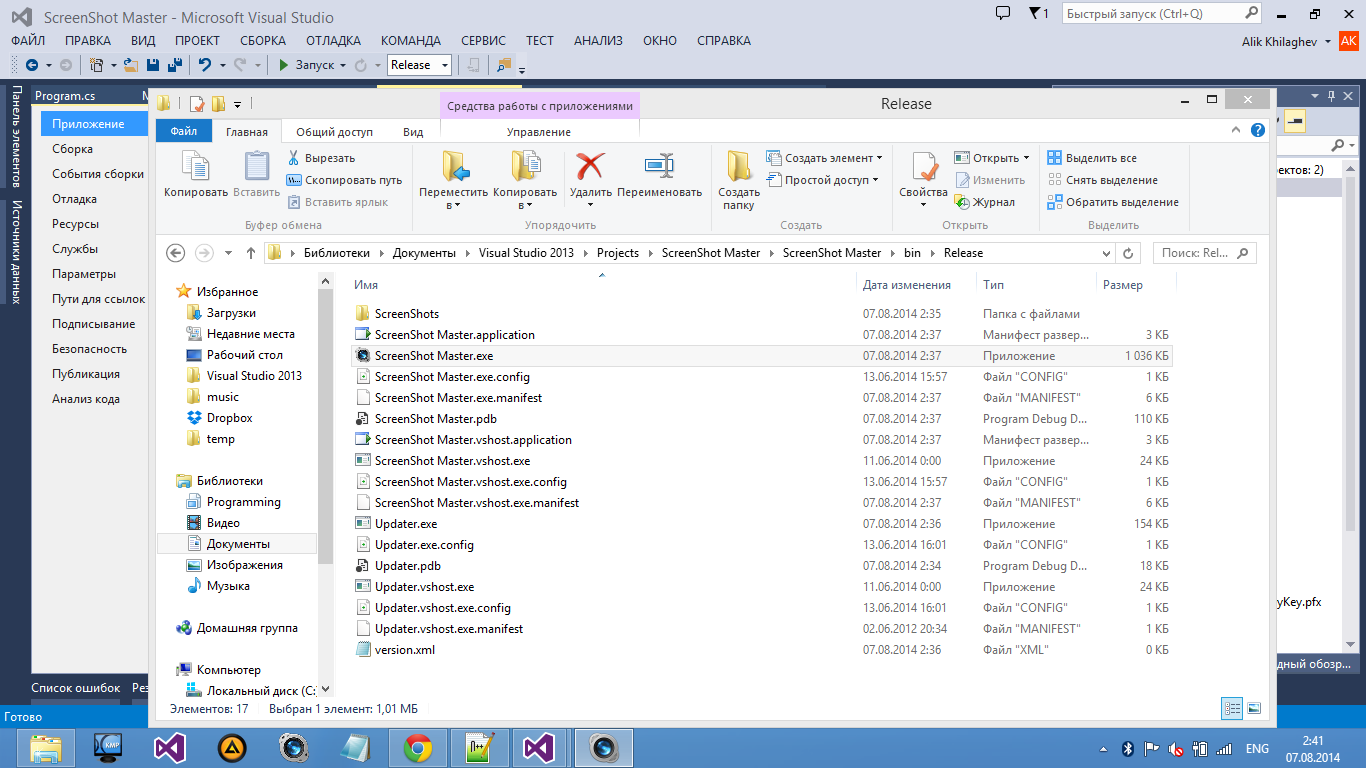 ScreenShot Master - Microsoft Visual Studio
1
Быстрый запуск (Ctrl+Q)
ФАЙЛ ПРАВКА ВИД ПРОЕКТ СБОРКА ОТЛАДКА КОМАНДА СЕРВИС ТЕСТ АНАЛИЗ ОКНО СПРАВКА
Alik Khilaghev AK
Запуск Release
Панель элементов
Источники данных
Program.cs
Приложение
Сборка
События сборки
Отладка
Ресурсы
Службы
Параметры
Пути для ссылок
Подписывание
Безопасность
Публикация
Анализ кода
Средства работы с приложениями
Release
Файл Главная Общий доступ Вид Управление
Копировать
Вставить
Вырезать
Скопировать путь
Вставить ярлык
Буфер обмена
Переместить в
Копировать в
Удалить
Переименовать
Упорядочить
Создать папку
Создать элемент
Простой доступ
Создать
Свойства
Открыть
Изменить
Журнал
Открыть
Выделить все
Снять выделение
Обратить выделение
Выделить
Библиотеки Документы Visual Studio 2013 Projects ScreenShot Master ScreenShot Master bin Release
Поиск: Rel...
Избранное
Загрузки
Недавние места
Рабочий стол
Visual Studio 2013
music
Dropbox
temp
Библиотеки
Programming
Видео
Документы
Изображения
Музыка
Домашняя группа
Компьютер
Локальный диск (C:
Имя Дата изменения Тип Размер
ScreenShots 07.08.2014 2:35 Папка с файлами
ScreenShot Master.application 07.08.2014 2:37 Манифест развер... 3 КБ
ScreenShot Master.exe 07.08.2014 2:37 Приложение 1 036 КБ
ScreenShot Master.exe.config 13.06.2014 15:57 Файл "CONFIG" 1 КБ
ScreenShot Master.exe.manifest 07.08.2014 2:37 Файл "MANIFEST" 6 КБ
ScreenShot Master.pdb 07.08.2014 2:37 Program Debug D... 110 КБ
ScreenShot Master.vshost.application 07.08.2014 2:37 Манифест развер... 3 КБ
ScreenShot Master.vshost.exe 11.06.2014 0:00 Приложение 24 КБ
ScreenShot Master.vshost.exe.config 13.06.2014 15:57 Файл "CONFIG" 1 КБ
ScreenShot Master.vshost.exe.manifest 07.08.2014 2:37 Файл "MANIFEST" 6 КБ
Updater.exe 07.08.2014 2:36 Приложение 154 КБ
Updater.exe.config 13.06.2014 16:01 Файл "CONFIG" 1 КБ
Updater.pdb 07.08.2014 2:34 Program Debug D... 18 КБ
Updater.vshost.exe 11.06.2014 0:00 Приложение 24 КБ
Updater.vshost.exe.config 13.06.2014 16:01 Файл "CONFIG" 1 КБ
Updater.vshost.exe.manifest 02.06.2012 20:34 Файл "MANIFEST" 1 КБ
version.xml 07.08.2014 2:36 Файл "XML" 0 КБ
Элементов: 17 Выбран 1 элемент: 1,01 МБ
ектов: 2)
yKey.pfx
дный обозр...
Список ошибок Рез
Готово
KMP
ENG
2:41
07.08.2014